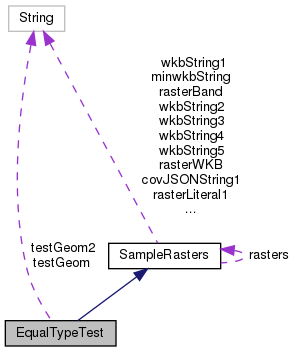 String
wkbString1
minwkbString
rasterBand
wkbString2
wkbString3
wkbString4
wkbString5
rasterWKB
covJSONString1
rasterLiteral1
...
testGeom2
testGeom
SampleRasters
rasters
EqualTypeTest